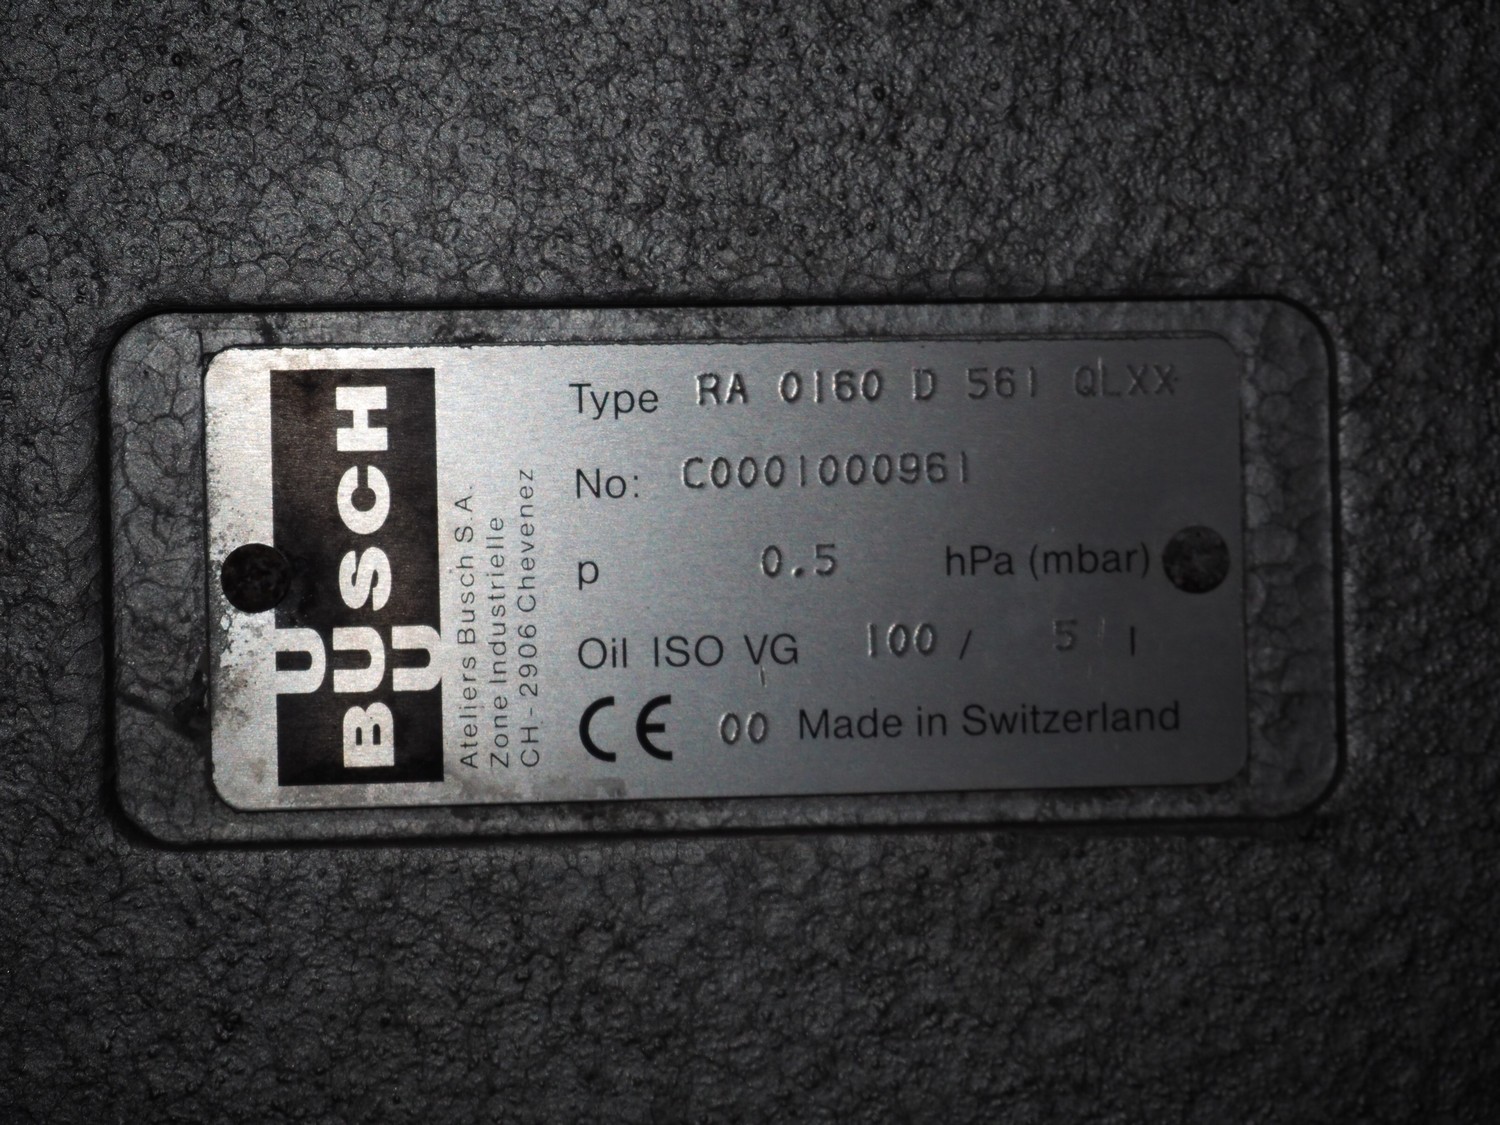 BUSCH
Ateliers Busch S.A.
Zone Industrielle
CH - 2906 Chevenez
Type RA 0160 D 561 QLXX
No: C0001000961
p 0.5 hPa (mbar)
Oil ISO VG 100 / 5 l
CE 00 Made in Switzerland